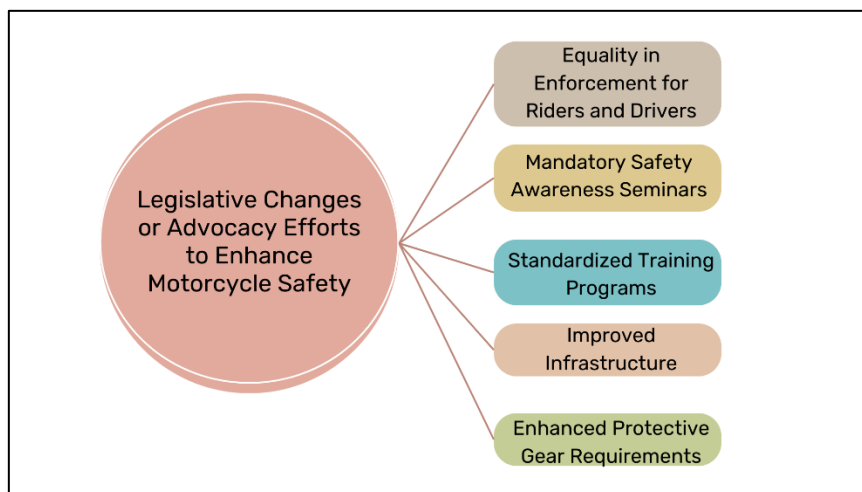 Legislative Changes
or Advocacy Efforts
to Enhance
Motorcycle Safety
Equality in
Enforcement for
Riders and Drivers
Mandatory Safety
Awareness Seminars
Standardized Training
Programs
Improved
Infrastructure
Enhanced Protective
Gear Requirements